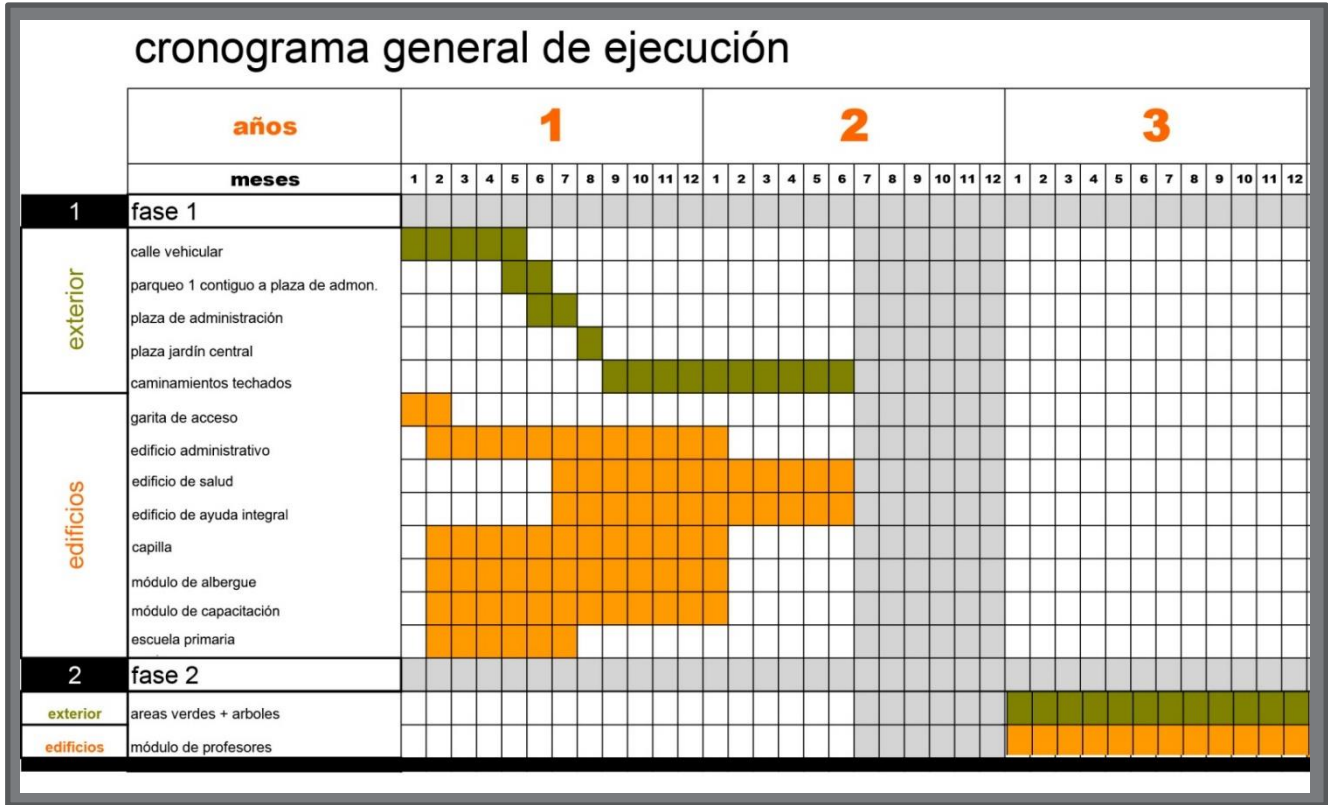 cronograma general de ejecución
años 1 2 3
meses 1 2 3 4 5 6 7 8 9 10 11 12 1 2 3 4 5 6 7 8 9 10 11 12 1 2 3 4 5 6 7 8 9 10 11 12
1 fase 1
exterior
calle vehicular
parqueo 1 contiguo a plaza de admon.
plaza de administración
plaza jardín central
caminamientos techados
edificios
garita de acceso
edificio administrativo
edificio de salud
edificio de ayuda integral
capilla
módulo de albergue
módulo de capacitación
escuela primaria
2 fase 2
exterior areas verdes + arboles
edificios módulo de profesores